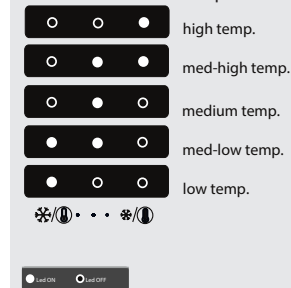 high temp.
med-high temp.
medium temp.
med-low temp.
low temp.
Led ON Led OFF